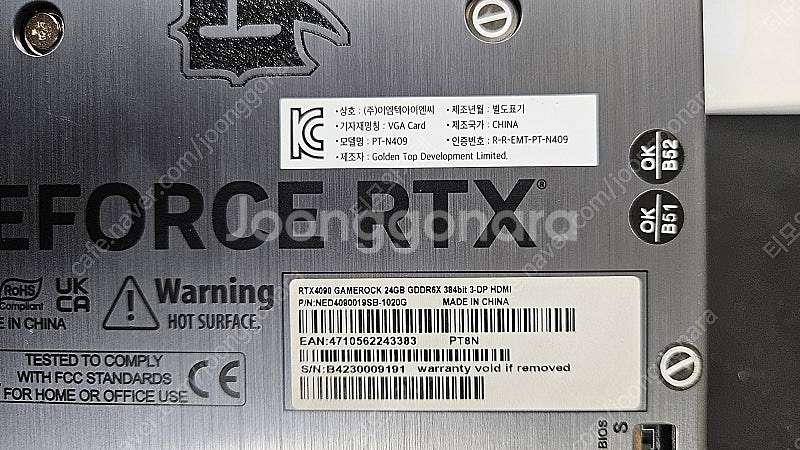 · 상호 : (주)이엠텍아이엔씨 · 제조년월 : 별도표기
· 기자재명칭 : VGA Card · 제조국가 : CHINA
· 모델명 : PT-N409 · 인증번호 : R-R-EMT-PT-N409
· 제조자 : Golden Top Development Limited.
OK
B52
OK
B51
EFORCE RTX®
Joonggonara
RoHS
Compliant
UK
CA
E IN CHINA
Warning
HOT SURFACE.
TESTED TO COMPLY
WITH FCC STANDARDS
FOR HOME OR OFFICE USE
CE
RTX4090 GAMEROCK 24GB GDDR6X 384bit 3-DP HDMI
P/N:NED4090019SB-1020G MADE IN CHINA
EAN:4710562243383 PT8N
S/N:B4230009191 warranty void if removed
BIOS
S
cafe.naver.com/joonggonara